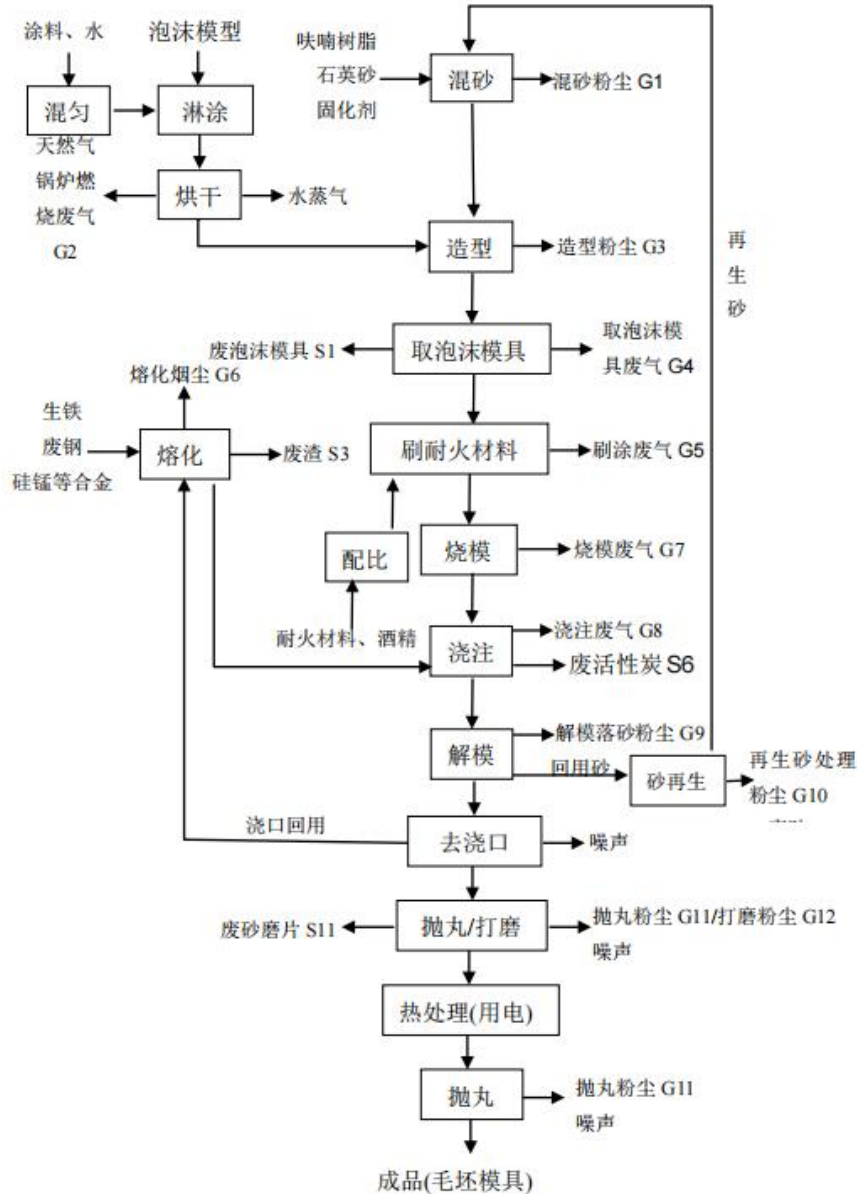 涂料、水
泡沫模型
呋喃树脂
石英砂
固化剂
混砂
混砂粉尘 G1
混匀
淋涂
天然气
锅炉燃
烧废气
G2
烘干
水蒸气
造型
造型粉尘 G3
再
生
砂
废泡沫模具 S1
取泡沫模具
取泡沫模
具废气 G4
熔化烟尘 G6
生铁
废钢
硅锰等合金
熔化
废渣 S3
刷耐火材料
刷涂废气 G5
配比
烧模
烧模废气 G7
耐火材料、酒精
浇注
浇注废气 G8
废活性炭 S6
解模
解模落砂粉尘 G9
回用砂
砂再生
再生砂处理
粉尘 G10
浇口回用
去浇口
噪声
废砂磨片 S11
抛丸/打磨
抛丸粉尘 G11/打磨粉尘 G12
噪声
热处理(用电)
抛丸
抛丸粉尘 G11
噪声
成品(毛坯模具)